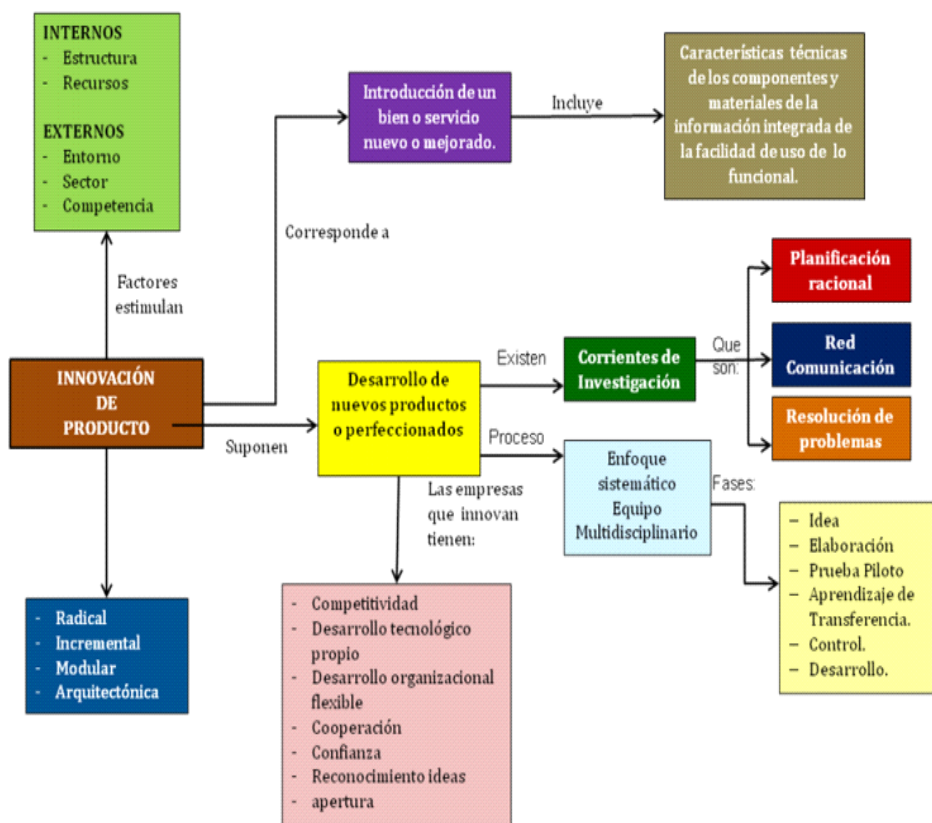 INTERNOS
- Estructura
- Recursos
EXTERNOS
- Entorno
- Sector
- Competencia
Introducción de un
bien o servicio
nuevo o mejorado.
Incluye
Características técnicas
de los componentes y
materiales de la
información integrada de
la facilidad de uso de lo
funcional.
Corresponde a
Factores
estimulan
INNOVACIÓN
DE
PRODUCTO
Suponen
Desarrollo de
nuevos productos
o perfeccionados
Existen
Corrientes de
Investigación
Que
son:
Planificación
racional
Red
Comunicación
Resolución de
problemas
Proceso
Enfoque
sistemático
Equipo
Multidisciplinario
Fases:
– Idea
– Elaboración
– Prueba Piloto
– Aprendizaje de
Transferencia.
– Control.
– Desarrollo.
Las empresas
que innovan
tienen:
- Radical
- Incremental
- Modular
- Arquitectónica
- Competitividad
- Desarrollo tecnológico
propio
- Desarrollo organizacional
flexible
- Cooperación
- Confianza
- Reconocimiento ideas
- apertura